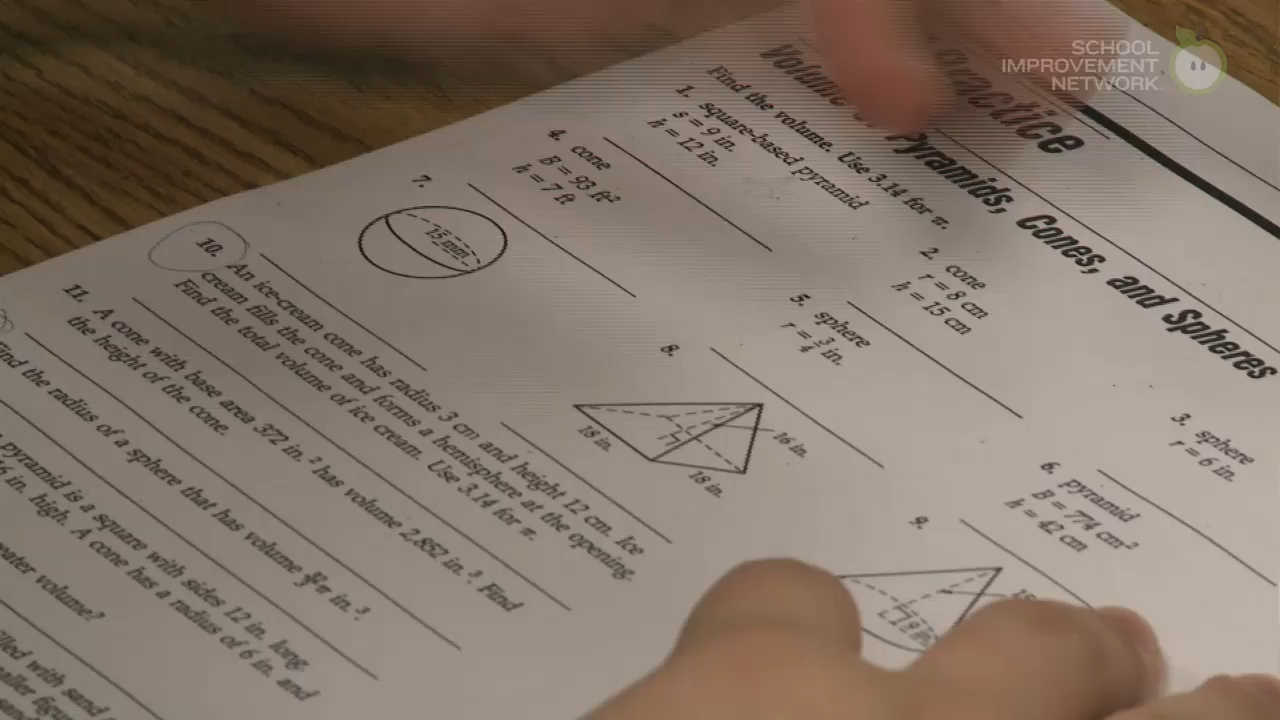 SCHOOL
IMPROVEMENT
NETWORK
Practice
Pyramids, Cones, and Spheres
Find the volume. Use 3.14 for π.
1. square-based pyramid
s = 9 in.
h = 12 in.
2. cone
r = 8 cm
h = 15 cm
3. sphere
r = 6 in.
4. cone
B = 93 ft²
h = 7 ft
5. sphere
r = 3/4 in.
6. pyramid
B = 774 cm²
h = 42 cm
7.
15 mm
8.
16 in.
18 in.
18 in.
9.
10. An ice-cream cone has radius 3 cm and height 12 cm. Ice
cream fills the cone and forms a hemisphere at the opening.
Find the total volume of ice cream. Use 3.14 for π.
11. A cone with base area 372 in.² has volume 2,852 in.³. Find
the height of the cone.
the radius of a sphere that has volume π in.³.
pyramid is a square with sides 12 in. long.
in. high. A cone has a radius of 6 in. and
volume?
with sand